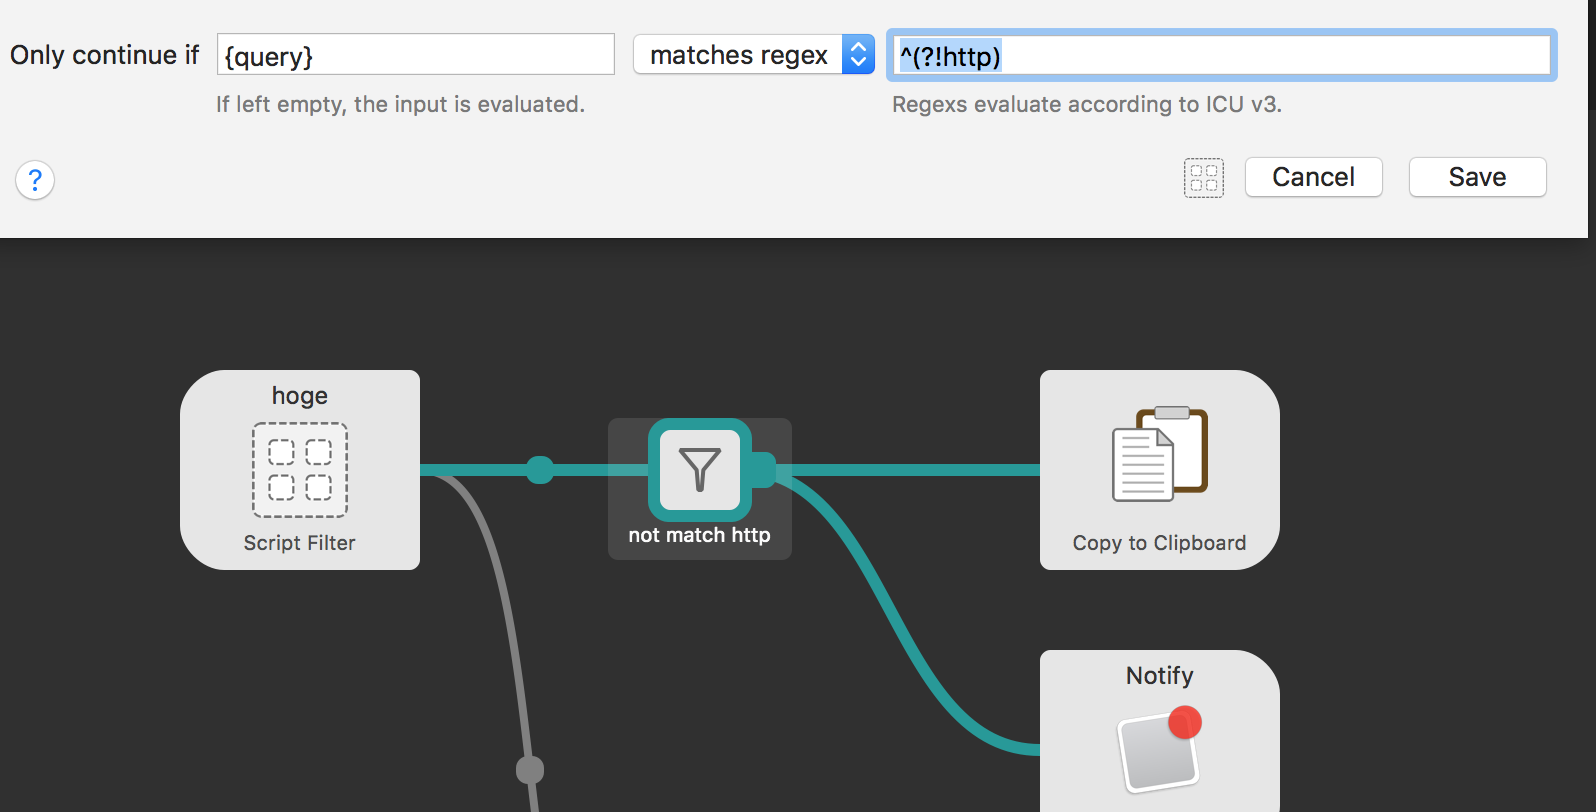 Only continue if {query} matches regex ^(?!http)
If left empty, the input is evaluated. Regexs evaluate according to ICU v3.
? Cancel Save
hoge
Script Filter
not match http
Copy to Clipboard
Notify